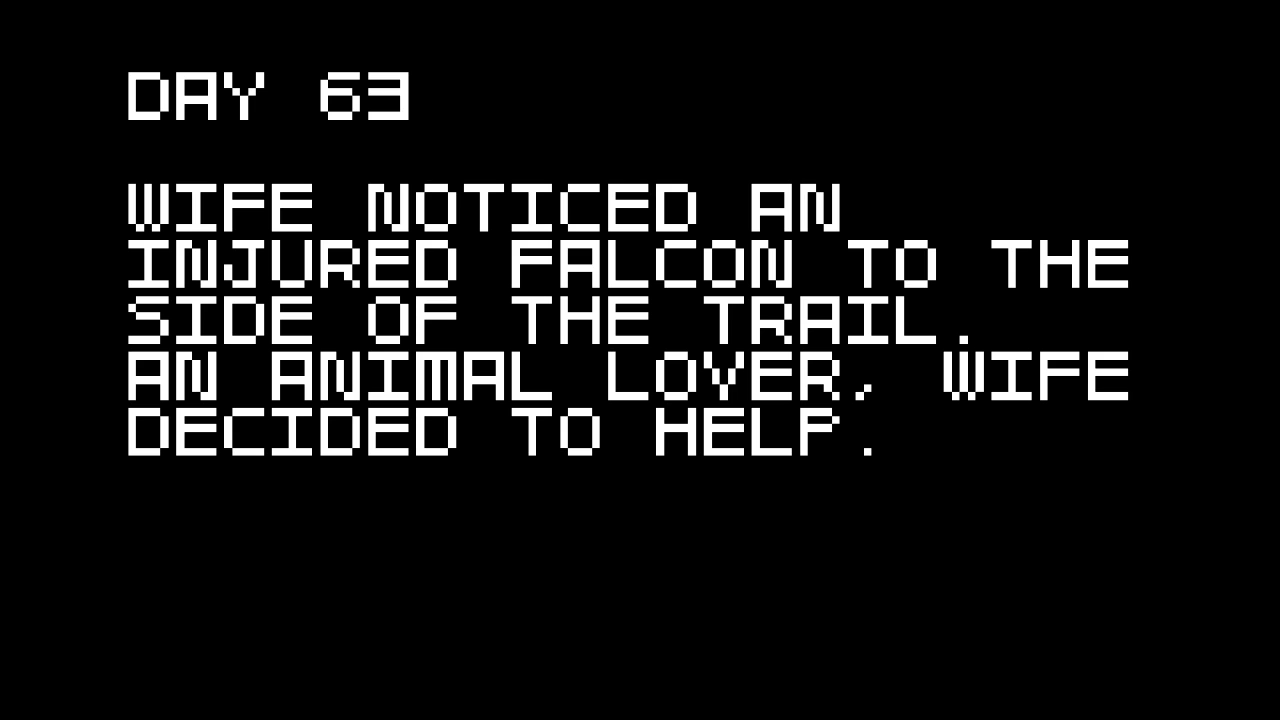 DAY 63
WIFE NOTICED AN
INJURED FALCON TO THE
SIDE OF THE TRAIL.
AN ANIMAL LOVER, WIFE
DECIDED TO HELP.